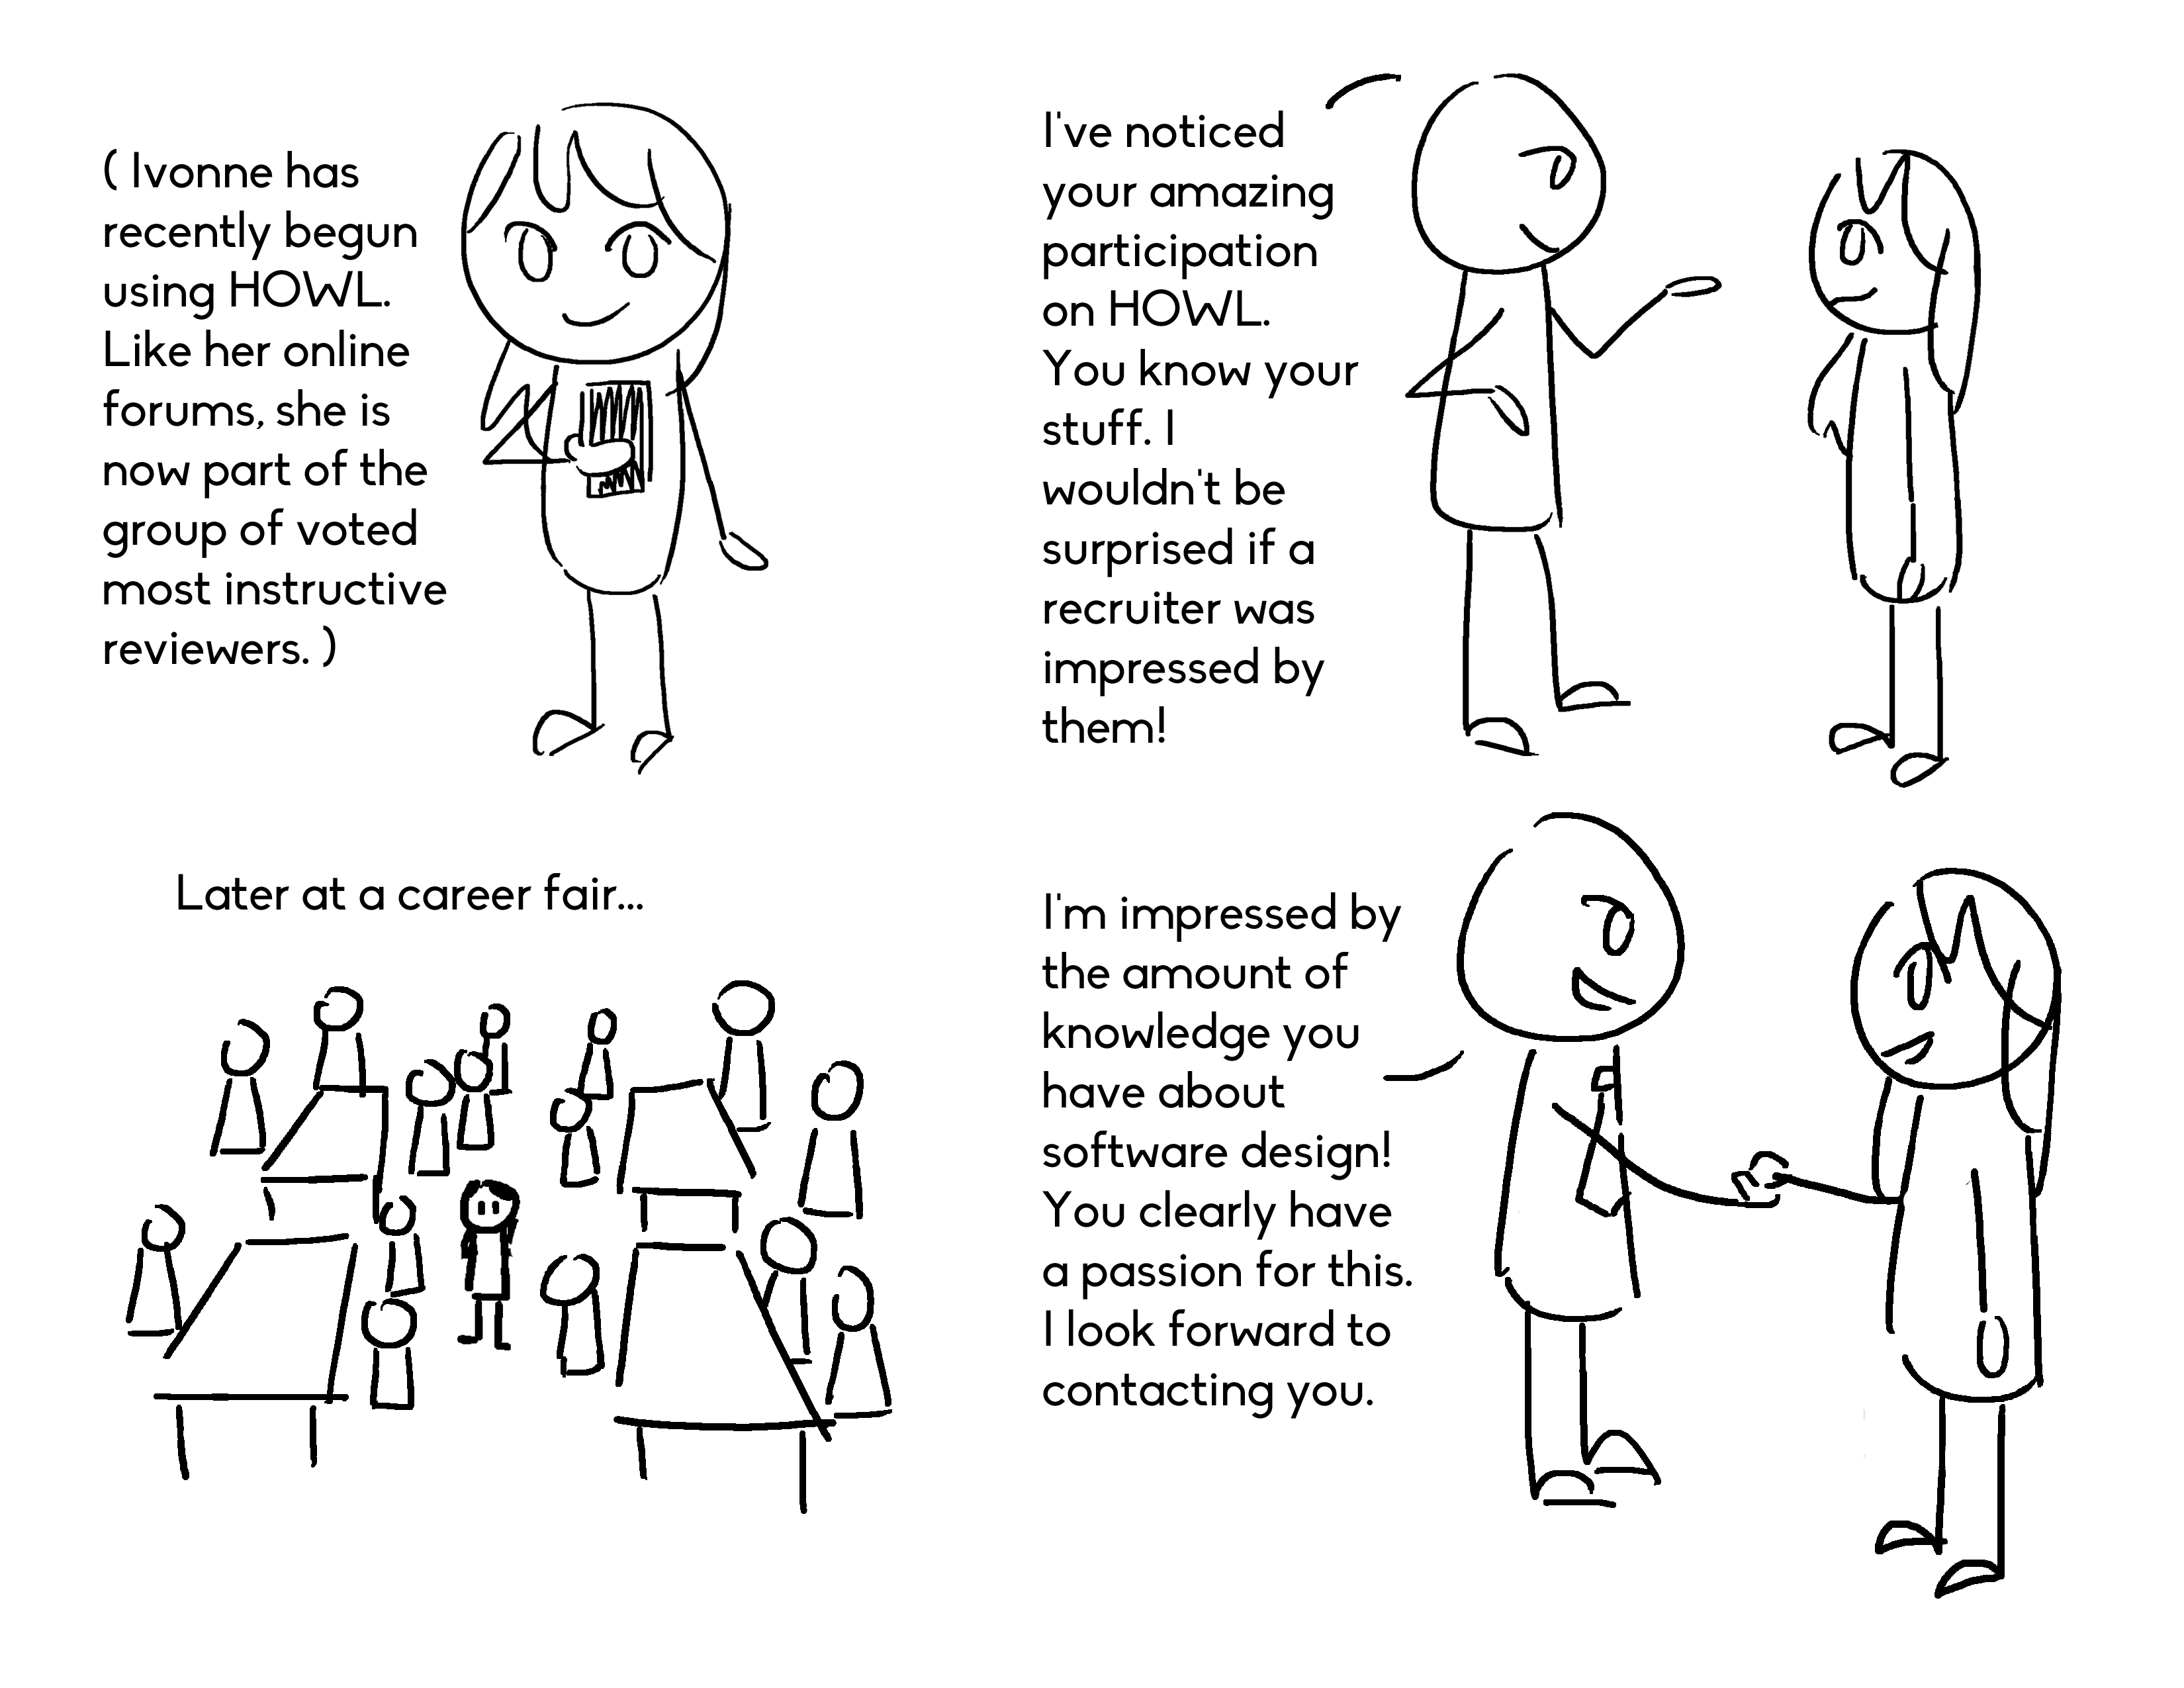 ( Ivonne has
recently begun
using HOWL.
Like her online
forums, she is
now part of the
group of voted
most instructive
reviewers. )
I've noticed
your amazing
participation
on HOWL.
You know your
stuff. I
wouldn't be
surprised if a
recruiter was
impressed by
them!
Later at a career fair...
I'm impressed by
the amount of
knowledge you
have about
software design!
You clearly have
a passion for this.
I look forward to
contacting you.